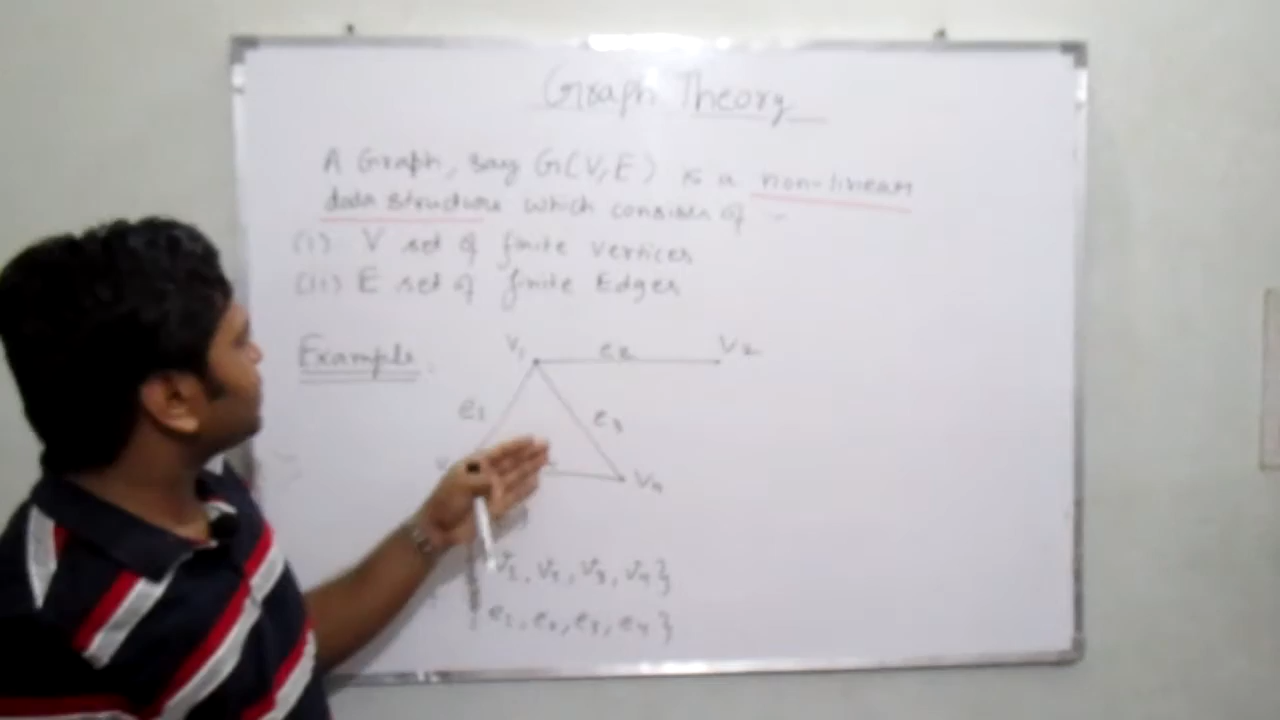 Graph Theory
A Graph, say G(V,E) is a non-linear
data structure which consists of -
(i) V set of finite vertices
(ii) E set of finite Edges
Example
V1 e2 V2
e1 e3
V4
V1, V2, V3, V4}
e1, e2, e3, e4}